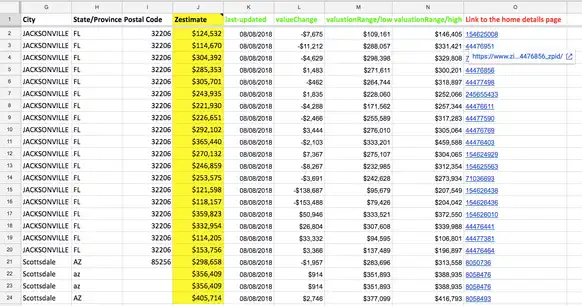 G H I J K L M N O
1 City State/Province Postal Code Zestimate last-updated valueChange valuationRange/low valuationRange/high Link to the home details page
2 JACKSONVILLE FL 32206 $124,532 08/08/2018 -$7,675 $109,161 $146,405 154625008
3 JACKSONVILLE FL 32206 $114,670 08/08/2018 -$11,212 $288,057 $331,421 44476951
4 JACKSONVILLE FL 32206 $304,392 08/08/2018 -$4,629 $298,398 $329,808 7 https://www.zi...4476856_zpid/
5 JACKSONVILLE FL 32206 $285,353 08/08/2018 $1,483 $271,611 $300,201 44476856
6 JACKSONVILLE FL 32206 $305,701 08/08/2018 -$462 $264,744 $318,897 44477498
7 JACKSONVILLE FL 32206 $243,935 08/08/2018 $1,835 $228,060 $252,066 245655433
8 JACKSONVILLE FL 32206 $221,930 08/08/2018 -$4,288 $171,562 $257,344 44476611
9 JACKSONVILLE FL 32206 $226,651 08/08/2018 -$2,466 $255,589 $317,283 44477590
10 JACKSONVILLE FL 32206 $292,102 08/08/2018 $3,444 $276,010 $305,064 44476769
11 JACKSONVILLE FL 32206 $365,440 08/08/2018 -$2,103 $333,201 $459,588 44476403
12 JACKSONVILLE FL 32206 $270,132 08/08/2018 $7,367 $275,107 $304,065 154624929
13 JACKSONVILLE FL 32206 $246,859 08/08/2018 -$8,267 $232,985 $312,354 154625563
14 JACKSONVILLE FL 32206 $253,575 08/08/2018 -$3,691 $242,628 $273,934 71036693
15 JACKSONVILLE FL 32206 $121,598 08/08/2018 -$138,687 $95,679 $207,549 154626438
16 JACKSONVILLE FL 32206 $118,157 08/08/2018 -$153,488 $79,426 $204,042 154626436
17 JACKSONVILLE FL 32206 $359,823 08/08/2018 $50,946 $333,521 $372,550 154626010
18 JACKSONVILLE FL 32206 $332,954 08/08/2018 $26,804 $307,608 $339,988 44476441
19 JACKSONVILLE FL 32206 $114,205 08/08/2018 $33,332 $94,595 $106,801 44477381
20 JACKSONVILLE FL 32206 $153,756 08/08/2018 $3,366 $137,489 $196,897 44476464
21 Scottsdale AZ 85256 $298,658 08/08/2018 -$1,957 $283,696 $313,558 8050736
22 Scottsdale az $356,409 08/08/2018 $914 $351,893 $388,935 8058476
23 Scottsdale az $356,409 08/08/2018 $914 $351,893 $388,935 8058476
24 Scottsdale AZ $405,714 08/08/2018 $2,746 $377,099 $416,793 8058493